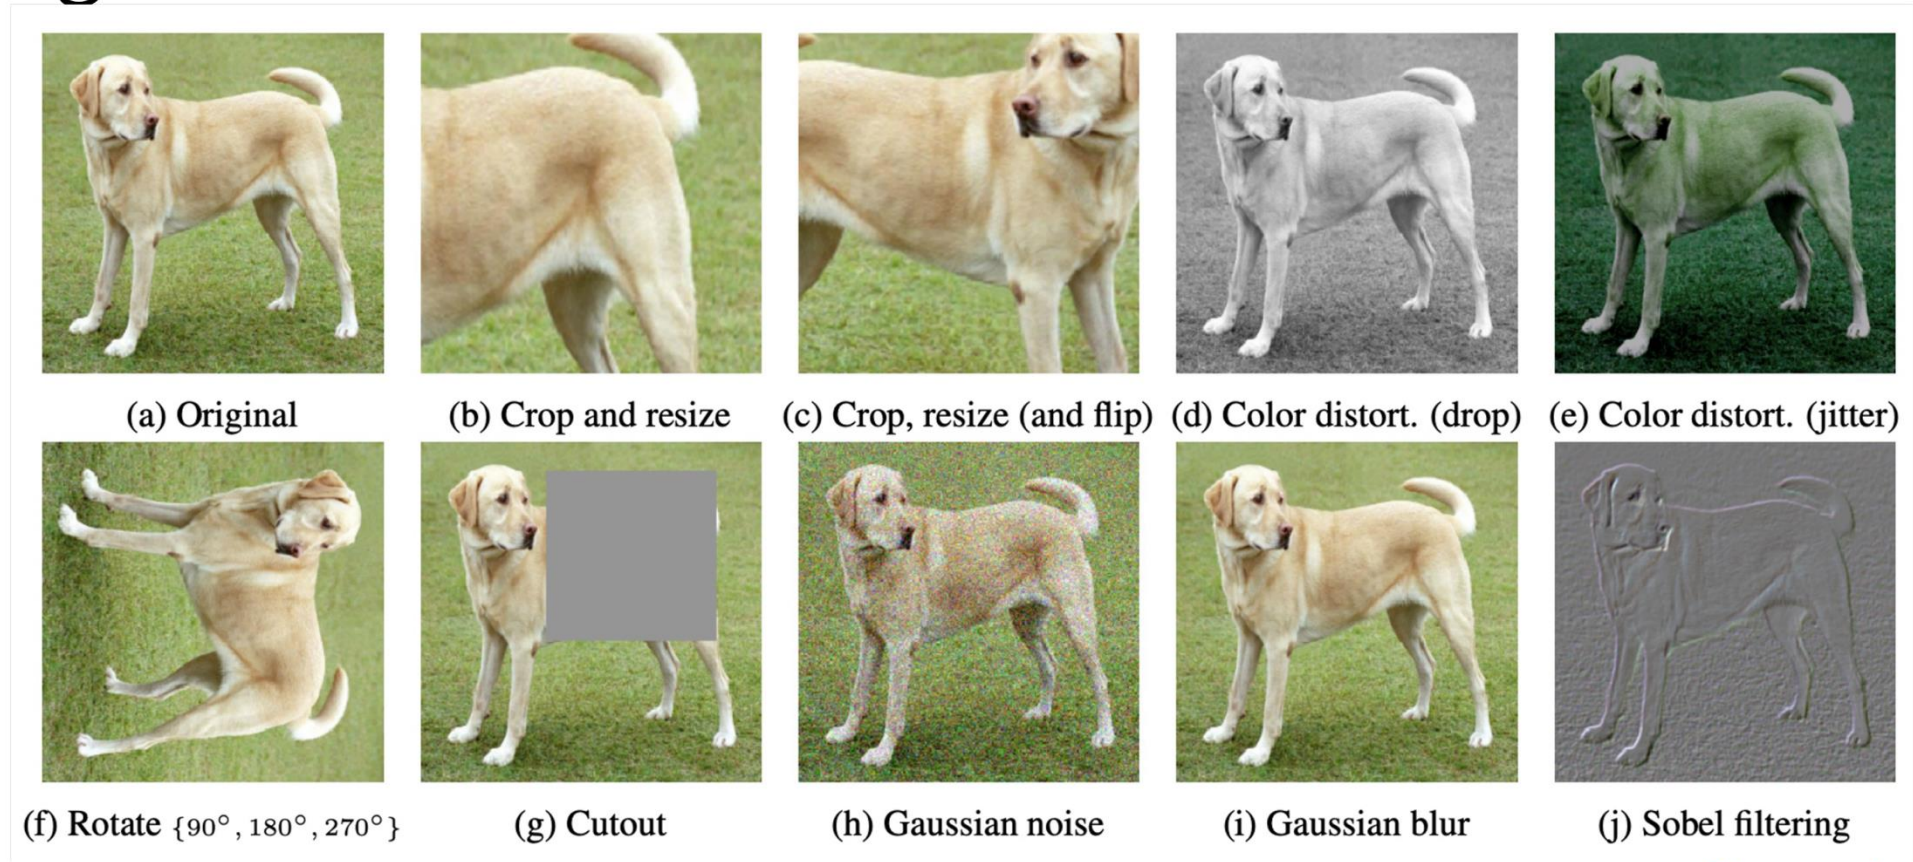 (a) Original
(b) Crop and resize
(c) Crop, resize (and flip)
(d) Color distort. (drop)
(e) Color distort. (jitter)
(f) Rotate {90°, 180°, 270°}
(g) Cutout
(h) Gaussian noise
(i) Gaussian blur
(j) Sobel filtering